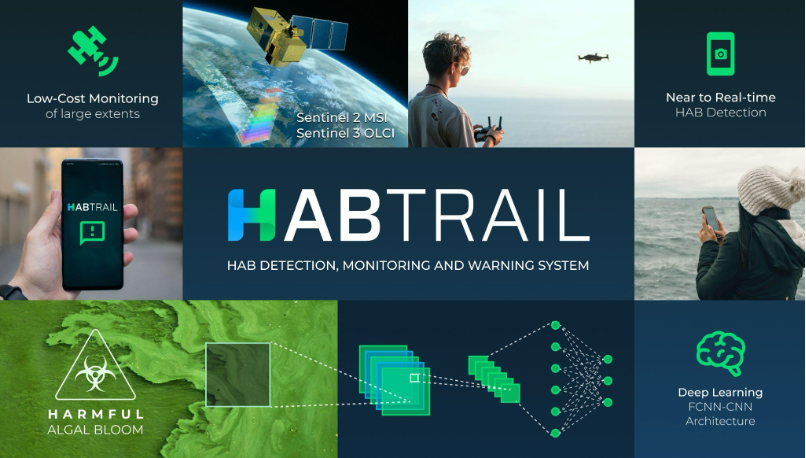 Low-Cost Monitoring
of large extents
Sentinel 2 MSI
Sentinel 3 OLCI
Near to Real-time
HAB Detection
HABTRAIL
HABTRAIL
HAB DETECTION, MONITORING AND WARNING SYSTEM
HARMFUL
ALGAL BLOOM
Deep Learning
FCNN-CNN
Architecture